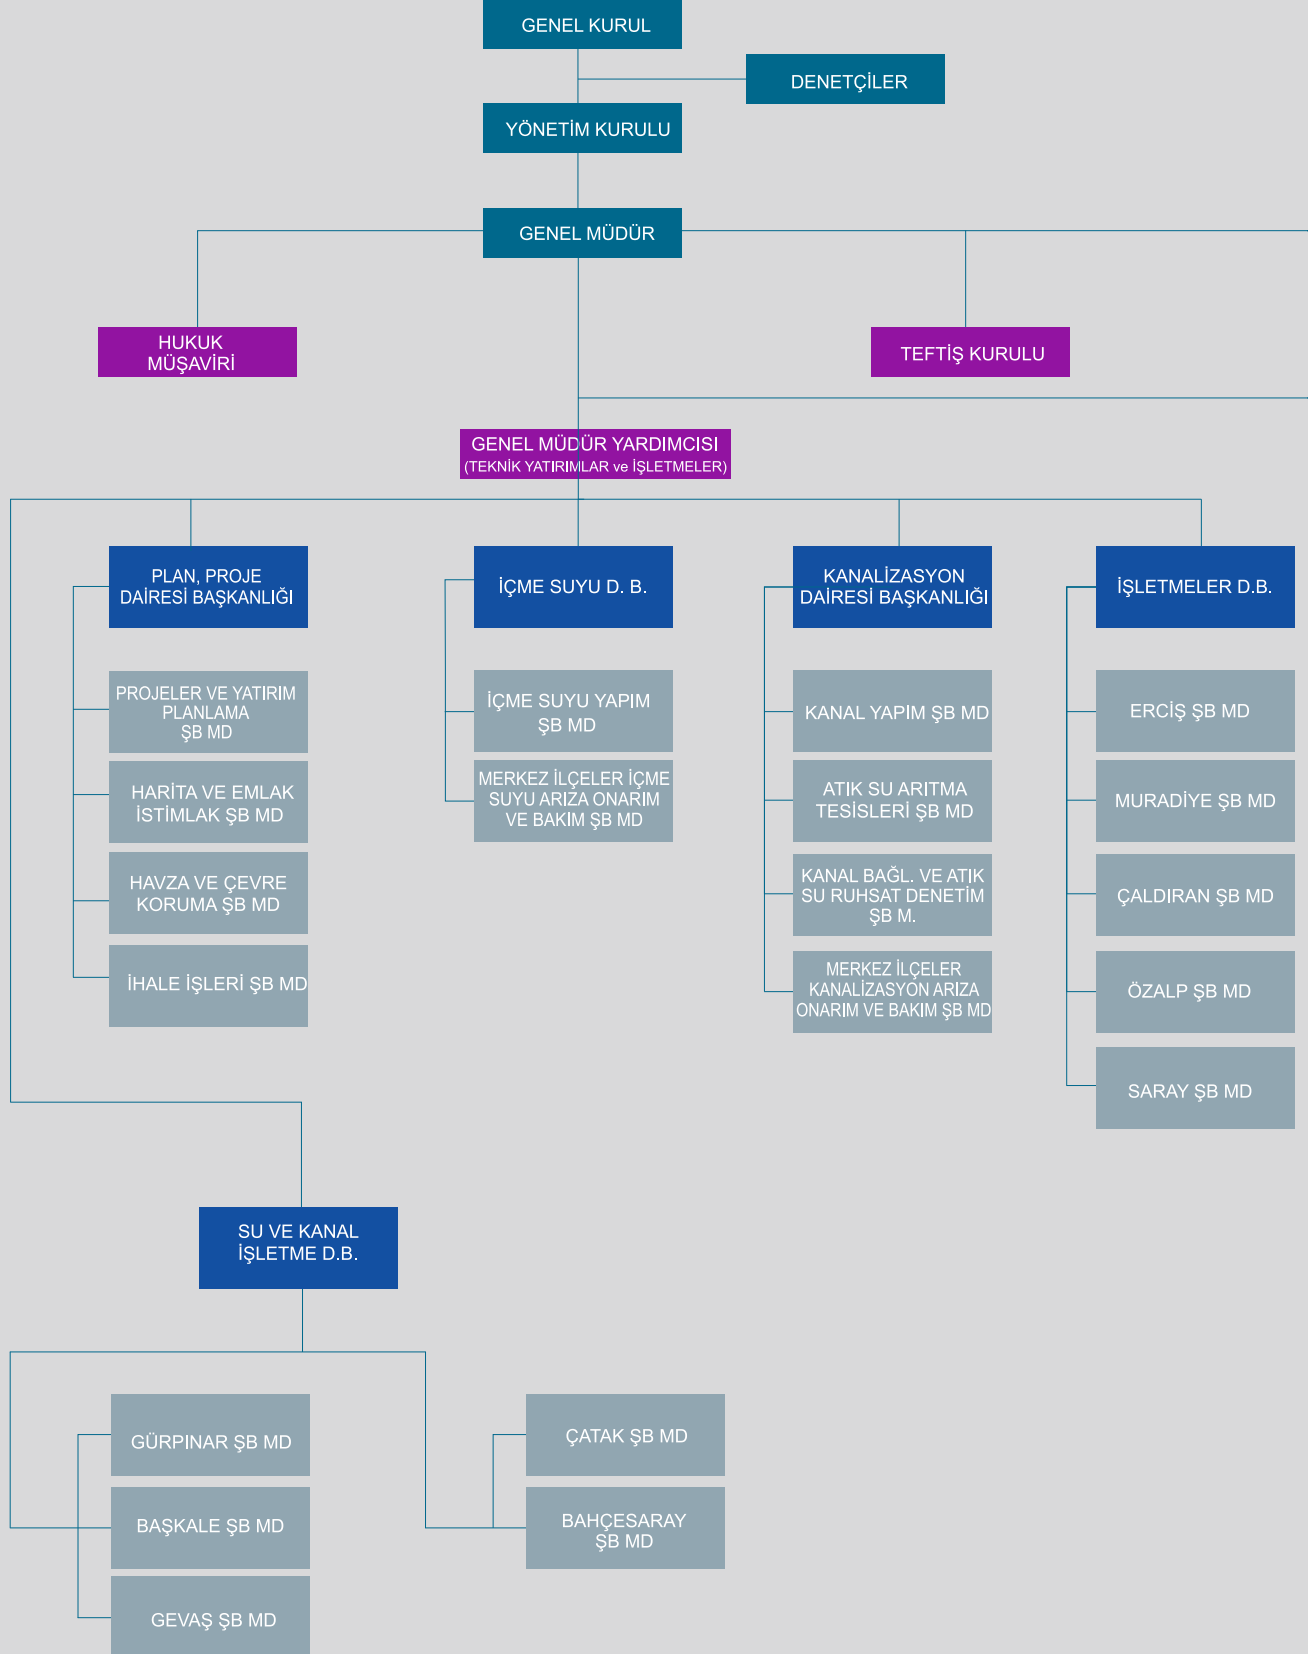 GENEL KURUL
DENETÇİLER
YÖNETİM KURULU
GENEL MÜDÜR
HUKUK
MÜŞAVİRİ
TEFTİŞ KURULU
GENEL MÜDÜR YARDIMCISI
(TEKNİK YATIRIMLAR ve İŞLETMELER)
PLAN, PROJE
DAİRESİ BAŞKANLIĞI
İÇME SUYU D. B.
KANALİZASYON
DAİRESİ BAŞKANLIĞI
İŞLETMELER D.B.
PROJELER VE YATIRIM
PLANLAMA
ŞB MD
HARİTA VE EMLAK
İSTİMLAK ŞB MD
HAVZA VE ÇEVRE
KORUMA ŞB MD
İHALE İŞLERİ ŞB MD
İÇME SUYU YAPIM
ŞB MD
MERKEZ İLÇELER İÇME
SUYU ARIZA ONARIM
VE BAKIM ŞB MD
KANAL YAPIM ŞB MD
ATIK SU ARITMA
TESİSLERİ ŞB MD
KANAL BAĞL. VE ATIK
SU RUHSAT DENETİM
ŞB M.
MERKEZ İLÇELER
KANALİZASYON ARIZA
ONARIM VE BAKIM ŞB MD
ERCİŞ ŞB MD
MURADİYE ŞB MD
ÇALDIRAN ŞB MD
ÖZALP ŞB MD
SARAY ŞB MD
SU VE KANAL
İŞLETME D.B.
GÜRPINAR ŞB MD
BAŞKALE ŞB MD
GEVAŞ ŞB MD
ÇATAK ŞB MD
BAHÇESARAY
ŞB MD